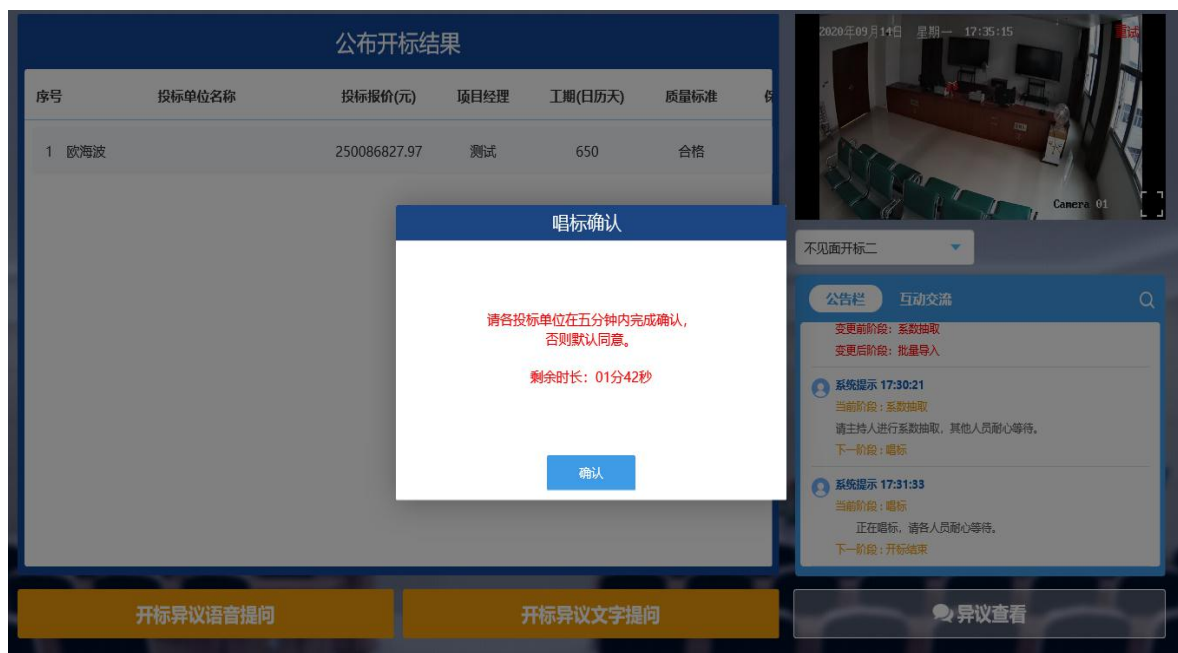 公布开标结果
序号 投标单位名称 投标报价(元) 项目经理 工期(日历天) 质量标准
1 欧海波 250086827.97 测试 650 合格
唱标确认
请各投标单位在五分钟内完成确认，
否则默认同意。
剩余时长：01分42秒
确认
2020年09月14日 星期一 17:35:15
重试
Camera 01
不见面开标二
公告栏 互动交流
变更前阶段：系数抽取
变更后阶段：批量导入
系统提示 17:30:21
当前阶段：系数抽取
请主持人进行系数抽取，其他人员耐心等待。
下一阶段：唱标
系统提示 17:31:33
当前阶段：唱标
正在唱标，请各人员耐心等待。
下一阶段：开标结束
开标异议语音提问
开标异议文字提问
异议查看